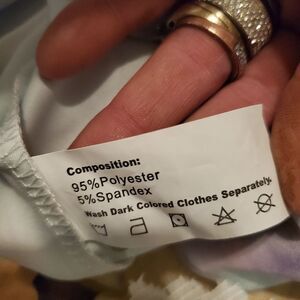 Composition:
95%Polyester
5%Spandex
Wash Dark Colored Clothes Separately.